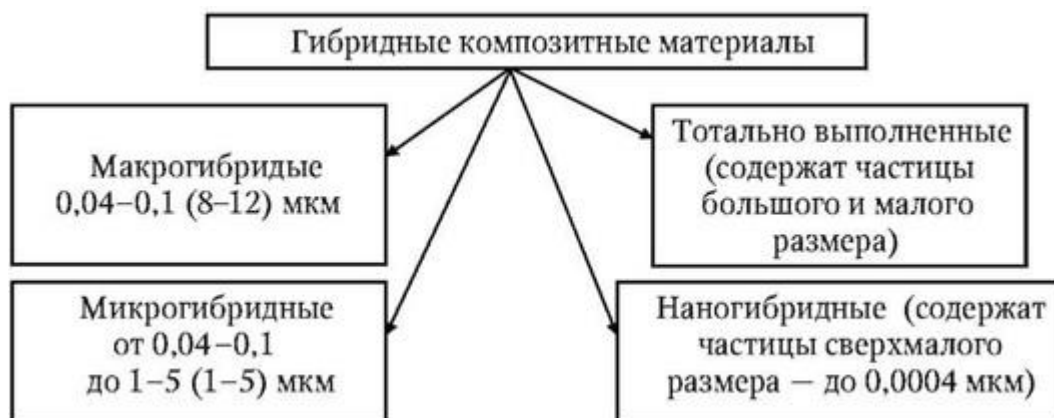 Гибридные композитные материалы
Макрогибридые
0,04–0,1 (8–12) мкм
Тотально выполненные
(содержат частицы
большого и малого
размера)
Микрогибридные
от 0,04–0,1
до 1–5 (1–5) мкм
Наногибридные (содержат
частицы сверхмалого
размера — до 0,0004 мкм)